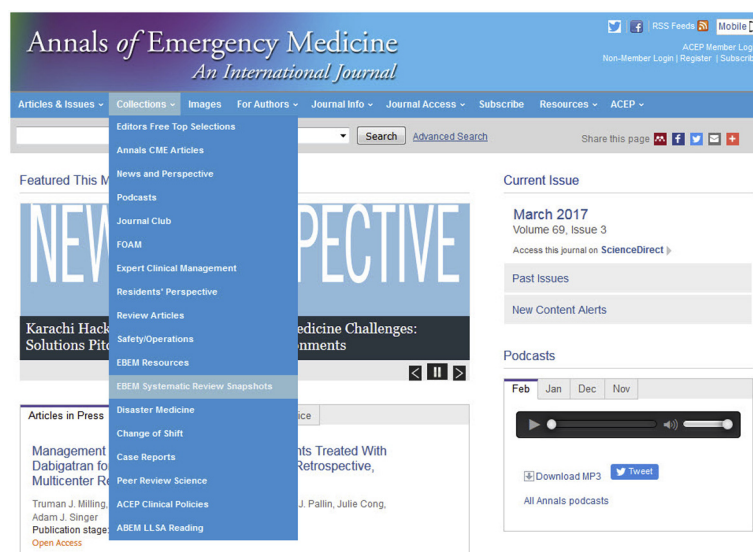 RSS Feeds
Mobile
Annals of Emergency Medicine
An International Journal
ACEP Member Log
Non-Member Login | Register | Subscrib
Articles & Issues
Collections
Images
For Authors
Journal Info
Journal Access
Subscribe
Resources
ACEP
Search
Advanced Search
Share this page
Editors Free Top Selections
Annals CME Articles
News and Perspective
Podcasts
Journal Club
FOAM
Expert Clinical Management
Residents' Perspective
Review Articles
Safety/Operations
EBEM Resources
EBEM Systematic Review Snapshots
Disaster Medicine
Change of Shift
Case Reports
Peer Review Science
ACEP Clinical Policies
ABEM LLSA Reading
Featured This M
NEW PECTIVE
Karachi Hack edicine Challenges:
Solutions Pitc nments
Articles in Press ice
Management nts Treated With
Dabigatran fo Retrospective,
Multicenter Re
Truman J. Milling, J. Pallin, Julie Cong,
Adam J. Singer
Publication stage:
Open Access
Current Issue
March 2017
Volume 69, Issue 3
Access this journal on ScienceDirect
Past Issues
New Content Alerts
Podcasts
Feb Jan Dec Nov
Download MP3
Tweet
All Annals podcasts